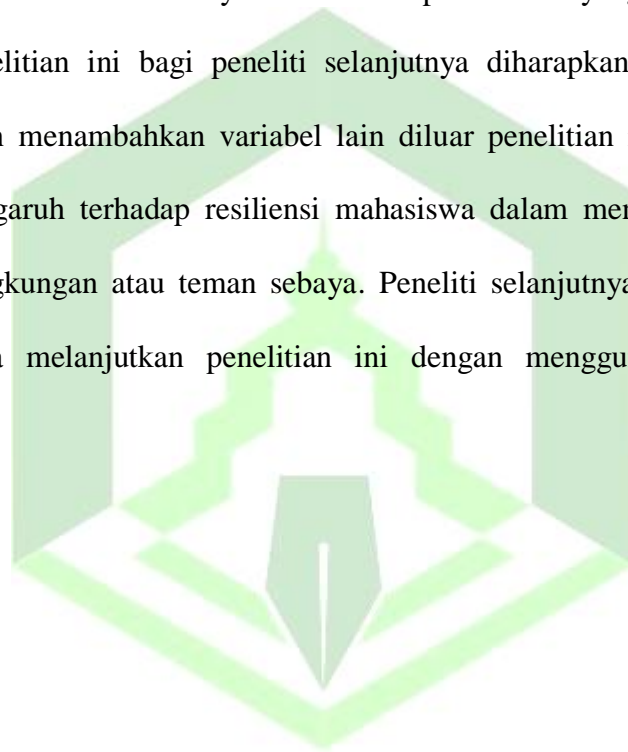 elitian ini bagi peneliti selanjutnya diharapkan
menambahkan variabel lain diluar penelitian
garuh terhadap resiliensi mahasiswa dalam mer
gkungan atau teman sebaya. Peneliti selanjutnya
melanjutkan penelitian ini dengan menggu